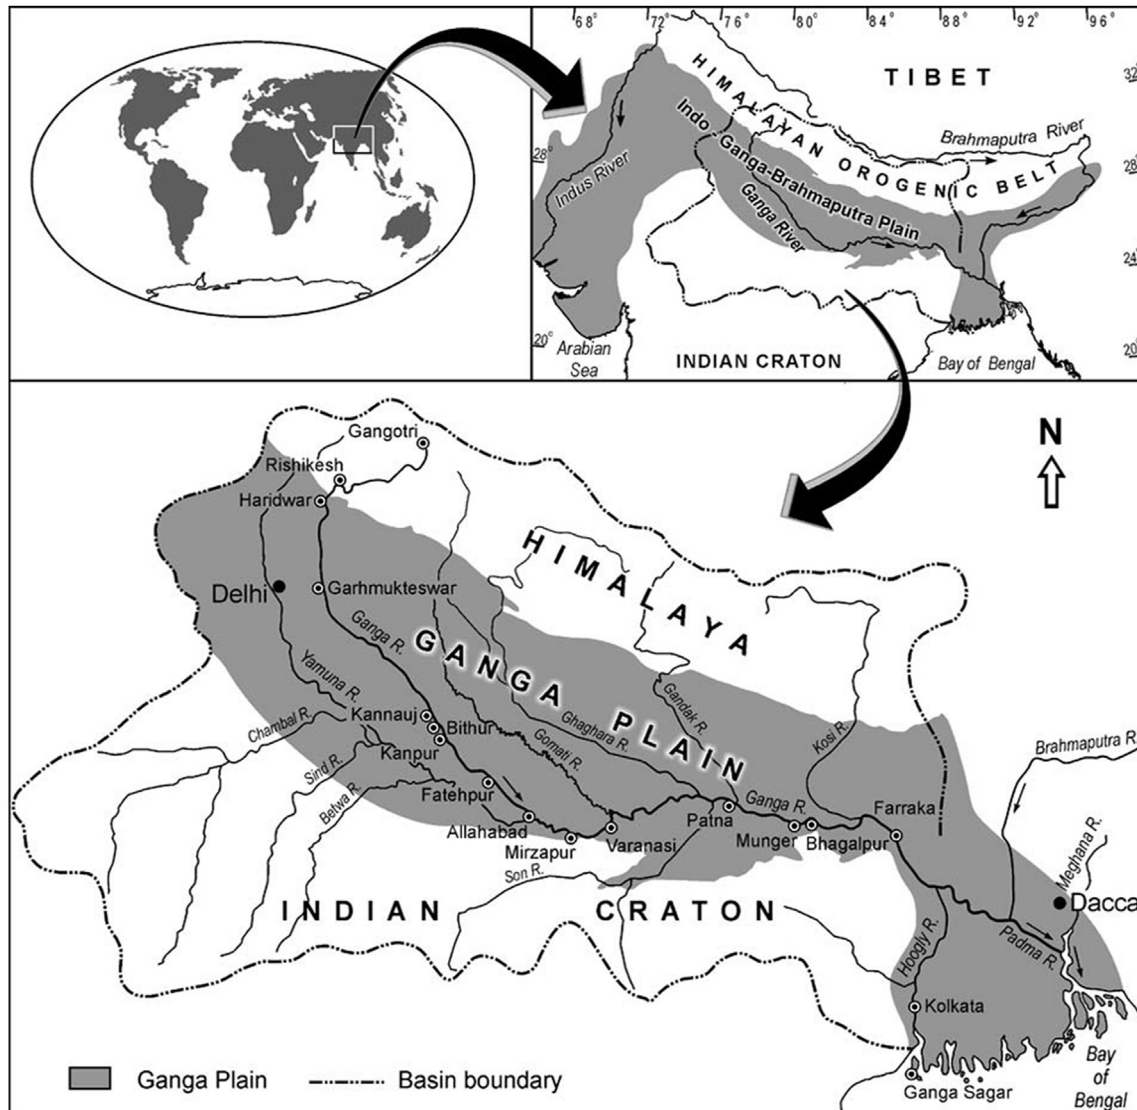 68° 72 76° 80 84° 88 92° 96°
TIBET
32°
HIMALAYAN OROGENIC BELT
Brahmaputra River
Indo-Ganga-Brahmaputra Plain
28°
28°
Indus River
Ganga River
24°
20°
20°
Arabian
Sea
INDIAN CRATON
Bay of Bengal
N
Gangotri
Rishikesh
Haridwar
HIMALAYA
Delhi
Garhmukteswar
Ganga R.
GANGA PLAIN
Yamuna R.
Chambal R.
Kannauj
Bithur
Kanpur
Sind R.
Betwa R.
Gomati R.
Ghaghara R.
Gandak R.
Kosi R.
Brahmaputra R.
Fatehpur
Allahabad
Mirzapur
Varanasi
Patna
Ganga R.
Munger
Bhagalpur
Farraka
Meghana R.
Son R.
INDIAN CRATON
Dacca
Padma R.
Hoogly R.
Kolkata
Ganga Sagar
Bay
of
Bengal
Ganga Plain
Basin boundary